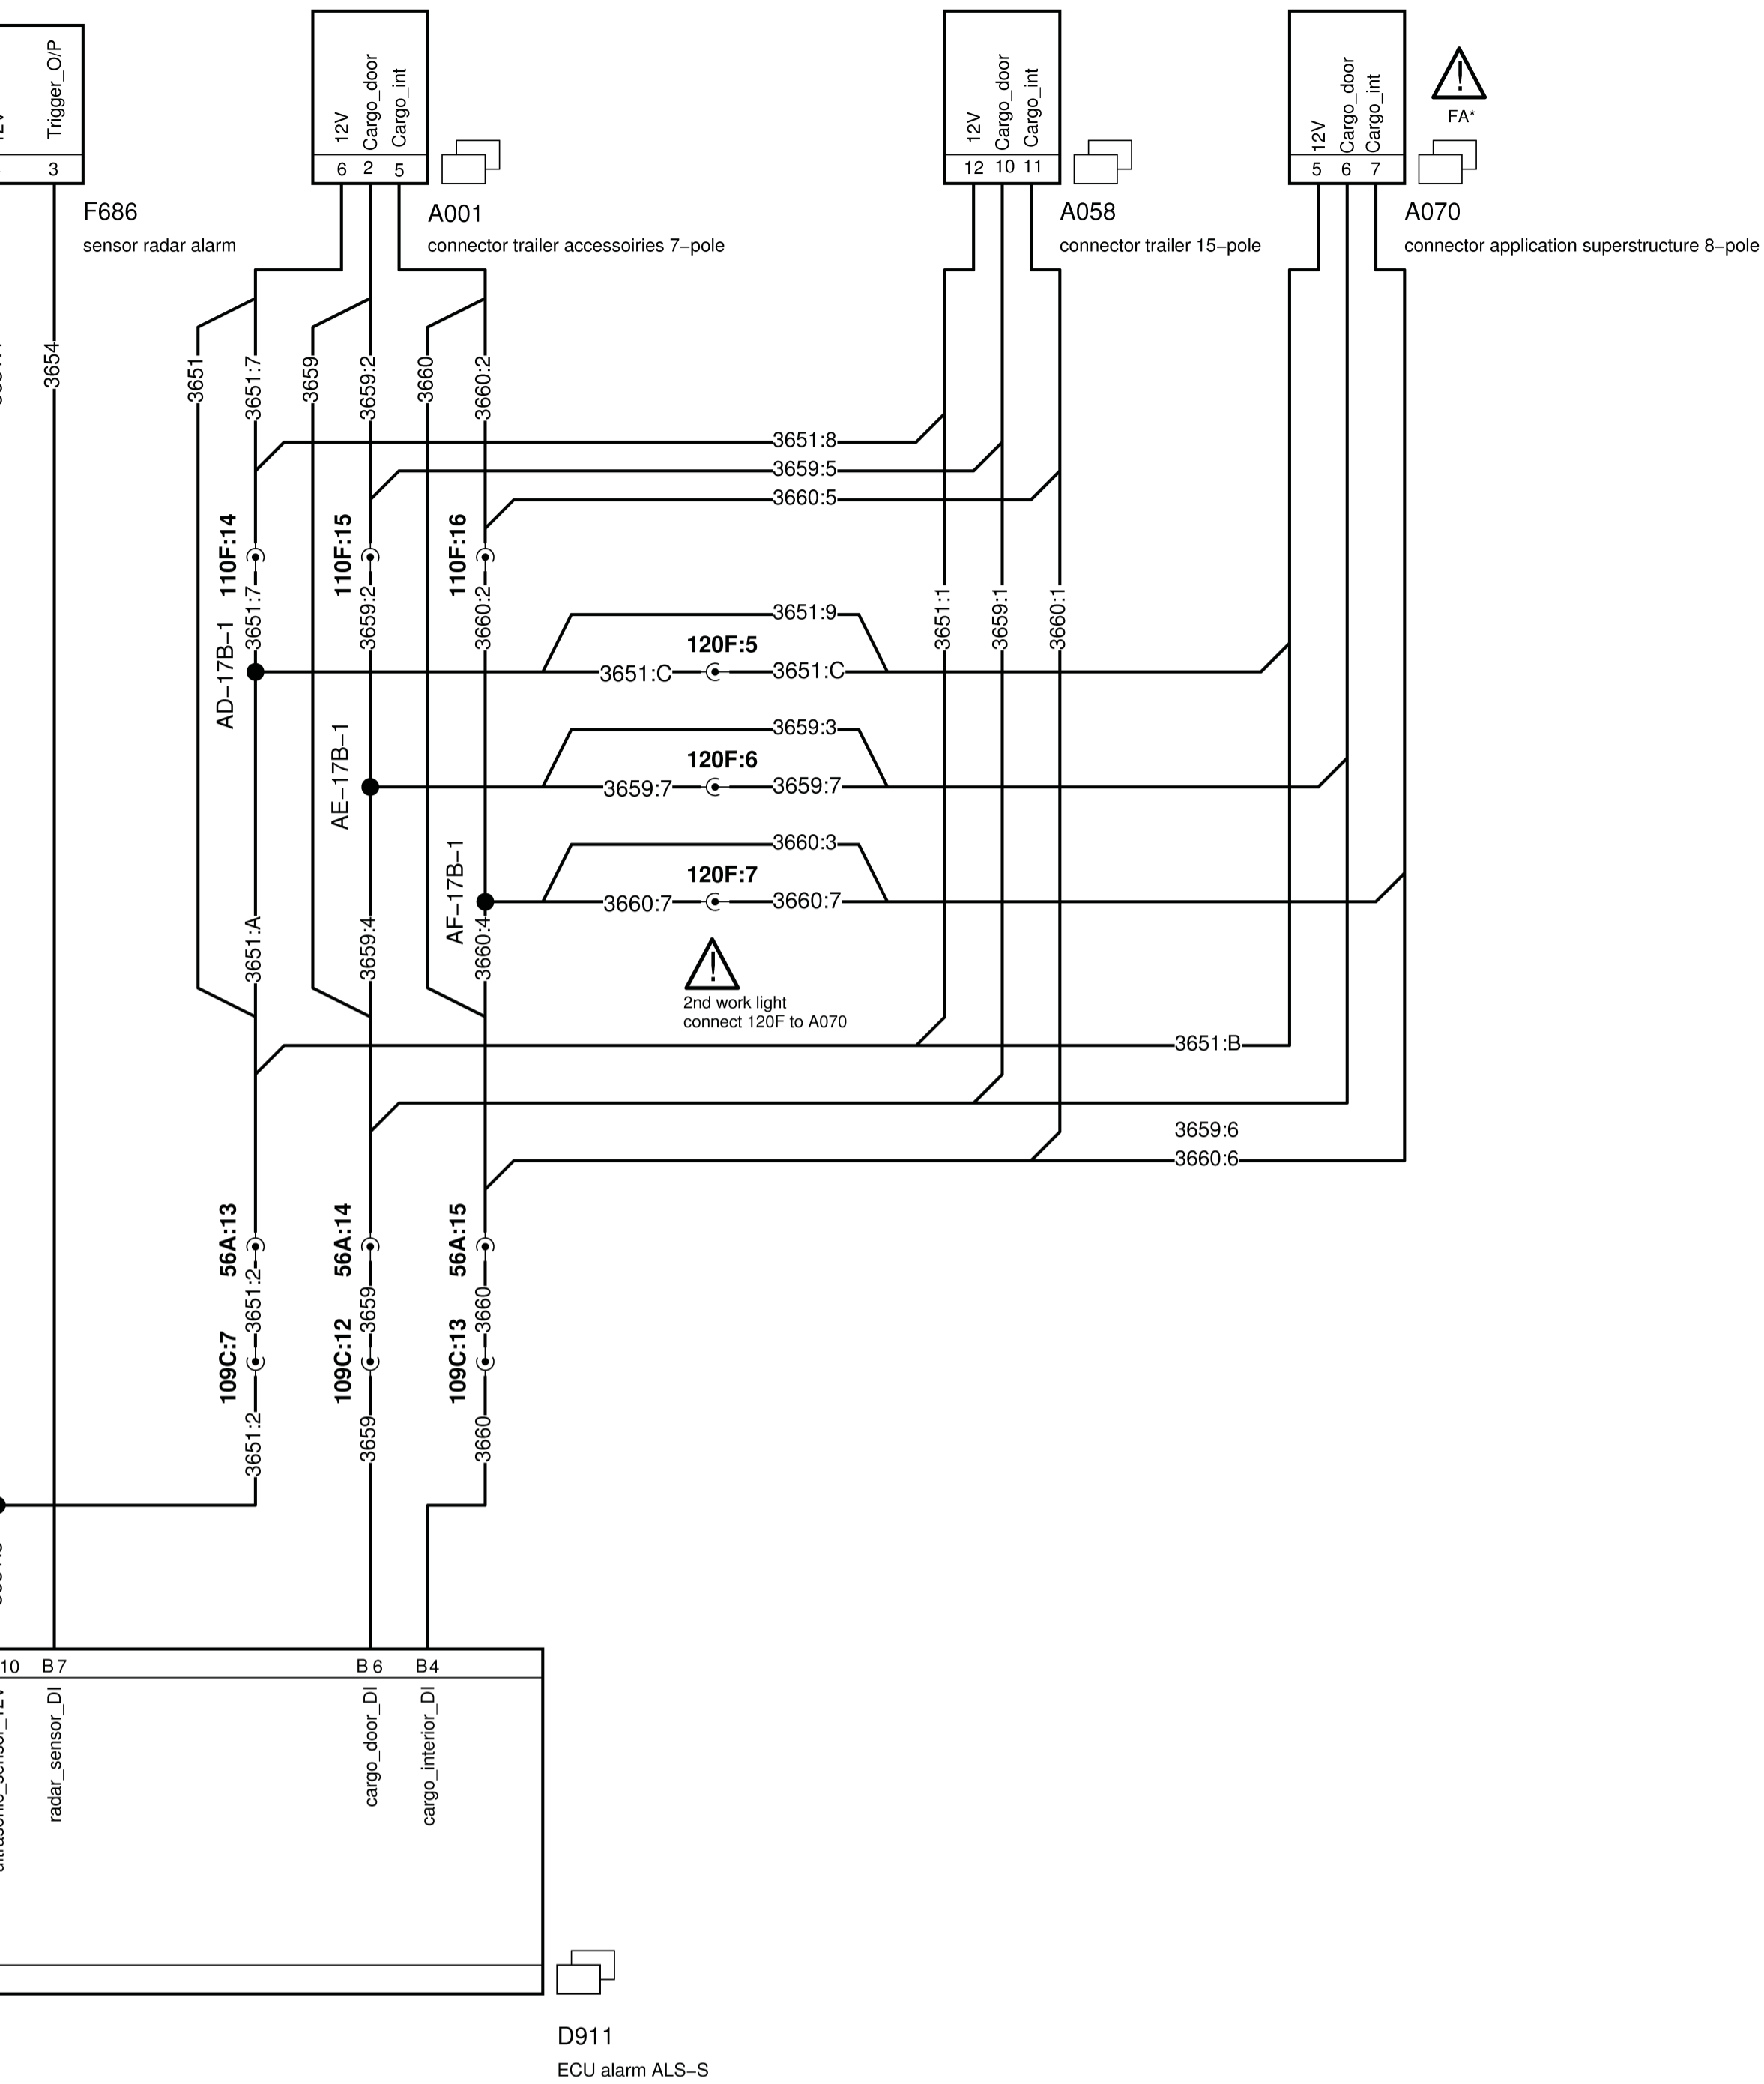 Trigger_O/P
3
F686
sensor radar alarm
12V
Cargo_door
Cargo_int
6 2 5
A001
connector trailer accessoiries 7–pole
12V
Cargo_door
Cargo_int
12 10 11
A058
connector trailer 15–pole
12V
Cargo_door
Cargo_int
5 6 7
FA*
A070
connector application superstructure 8–pole
3654
3651
3651:7
3659
3659:2
3660
3660:2
3651:8
3659:5
3660:5
110F:14
110F:15
110F:16
3651:7
3659:2
3660:2
3651:1
3659:1
3660:1
AD–17B–1
3651:9
120F:5
3651:C
3651:C
AE–17B–1
3659:3
120F:6
3659:7
3659:7
AF–17B–1
3660:3
120F:7
3660:7
3660:7
3651:A
3659:4
3660:4
2nd work light
connect 120F to A070
3651:B
3659:6
3660:6
56A:13
56A:14
56A:15
3651:2
3659
3660
109C:7
109C:12
109C:13
3651:2
3659
3660
10 B7 B6 B4
radar_sensor_DI
cargo_door_DI
cargo_interior_DI
D911
ECU alarm ALS–S